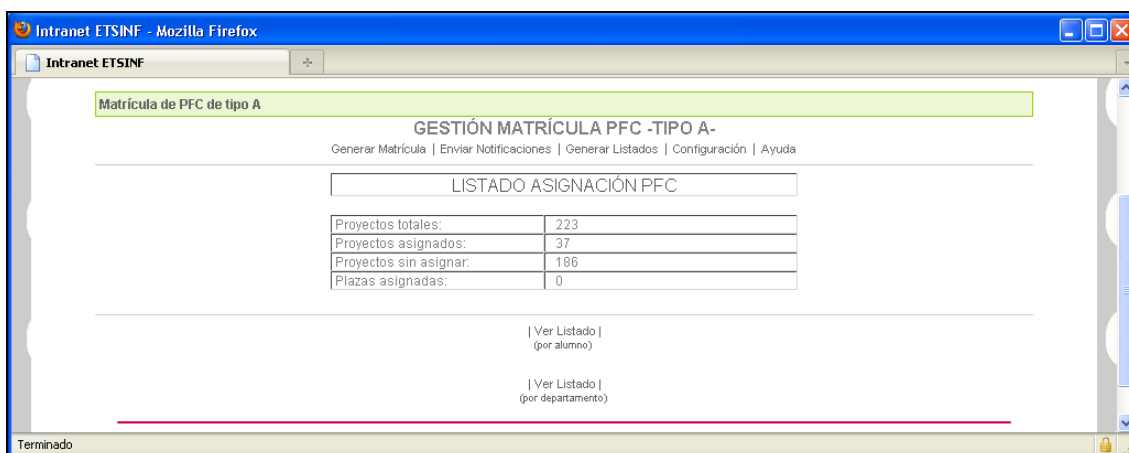 Intranet ETSINF - Mozilla Firefox
Intranet ETSINF
Matrícula de PFC de tipo A
GESTIÓN MATRÍCULA PFC -TIPO A-
Generar Matrícula | Enviar Notificaciones | Generar Listados | Configuración | Ayuda
LISTADO ASIGNACIÓN PFC
Proyectos totales: 223
Proyectos asignados: 37
Proyectos sin asignar: 186
Plazas asignadas: 0
| Ver Listado |
(por alumno)
| Ver Listado |
(por departamento)
Terminado